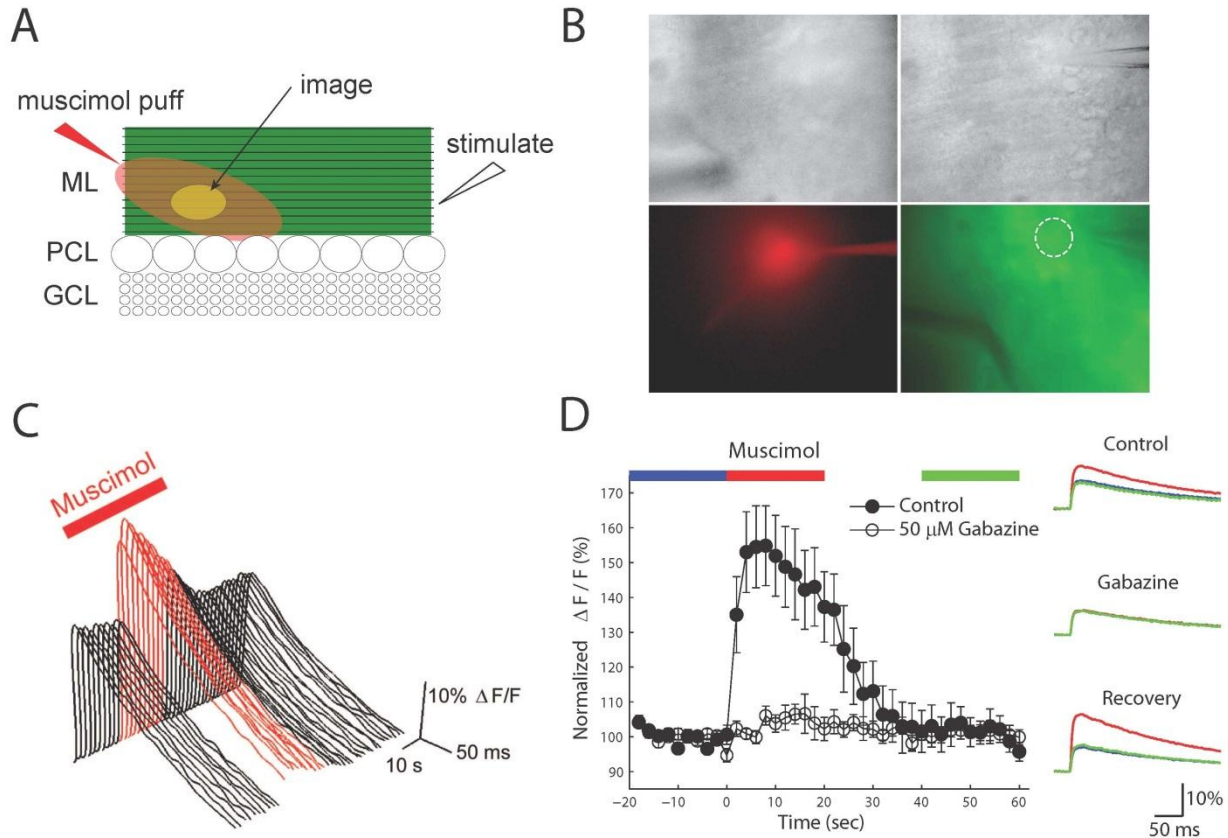 A
muscimol puff
image
stimulate
ML
PCL
GCL
B
C
Muscimol
10% Δ F/F
10 s
50 ms
D
Muscimol
Control
50 μM Gabazine
Normalized Δ F / F (%)
170
160
150
140
130
120
110
100
90
−20
−10
0
10
20
30
40
50
60
Time (sec)
Control
Gabazine
Recovery
10%
50 ms